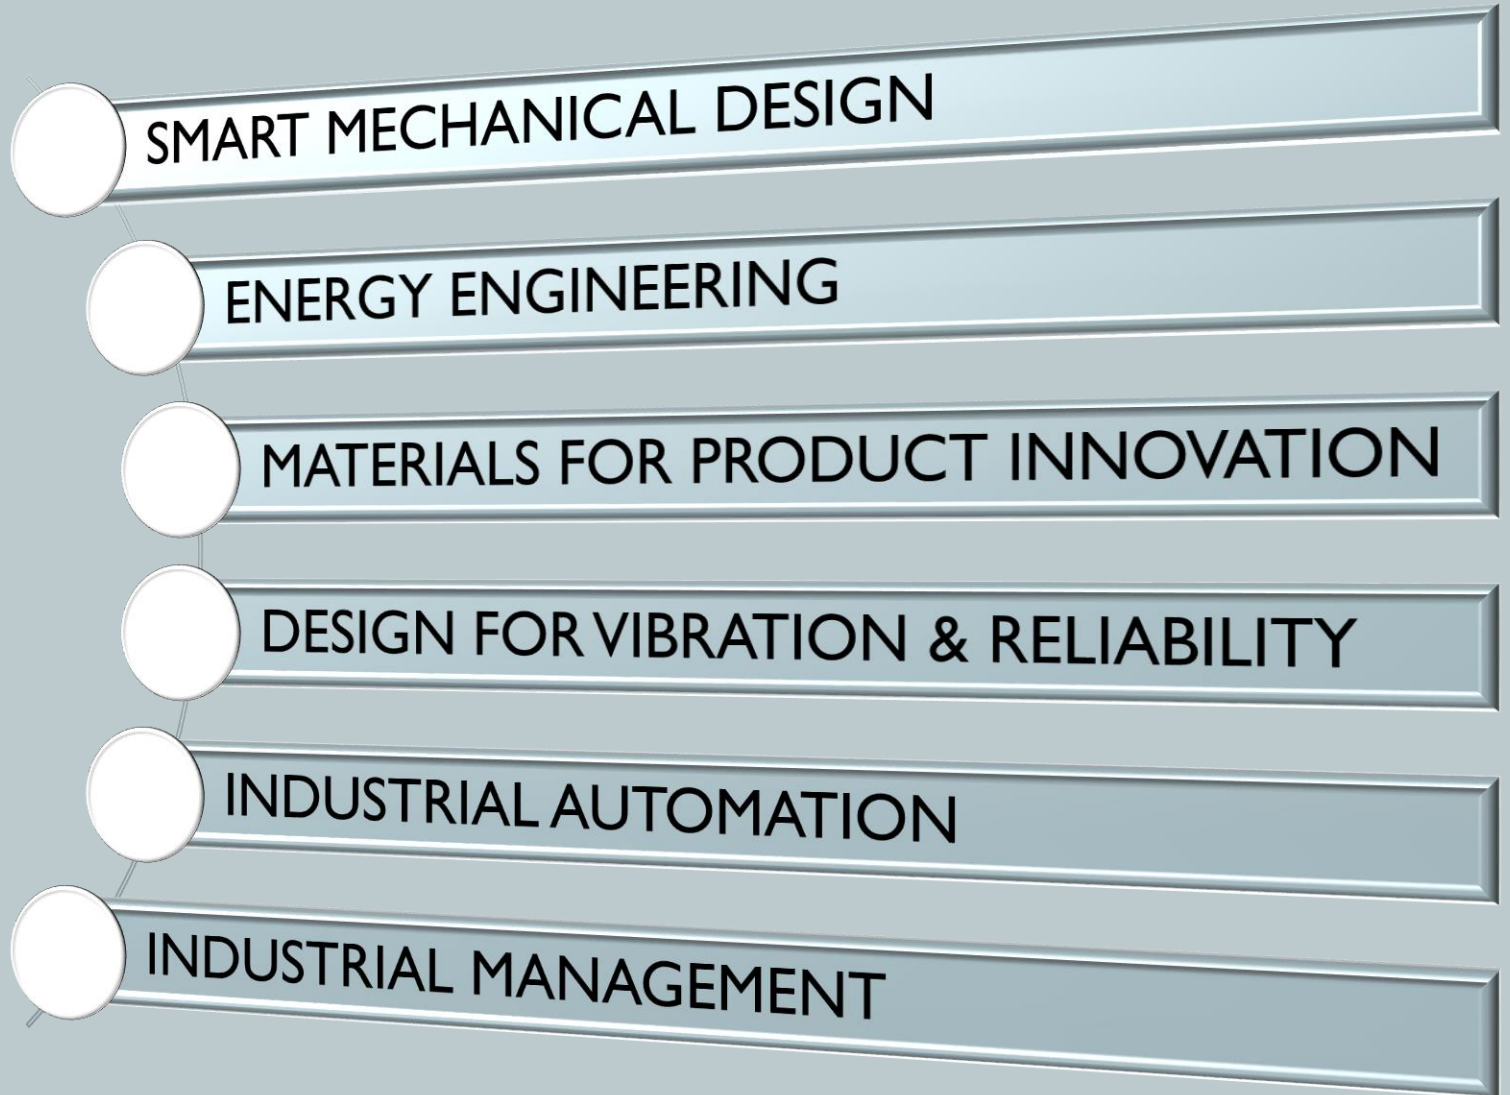 SMART MECHANICAL DESIGN
ENERGY ENGINEERING
MATERIALS FOR PRODUCT INNOVATION
DESIGN FOR VIBRATION & RELIABILITY
INDUSTRIAL AUTOMATION
INDUSTRIAL MANAGEMENT